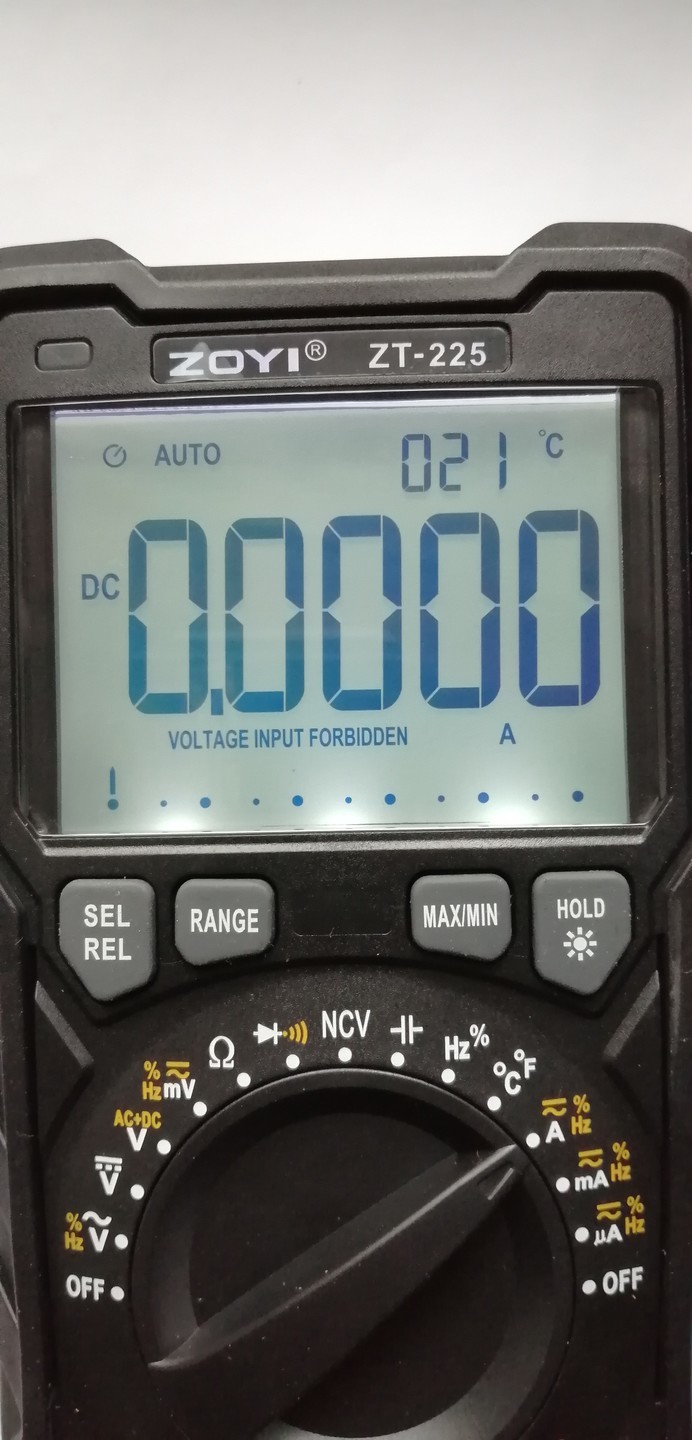 ZOYI® ZT-225
AUTO 021 °C
DC 0.0000
VOLTAGE INPUT FORBIDDEN A
SEL REL
RANGE
MAX/MIN
HOLD
OFF
% Hz V
V
AC+DC V
% Hz mV
Ω
NCV
Hz%
°C°F
A % Hz
mA % Hz
µA % Hz
OFF